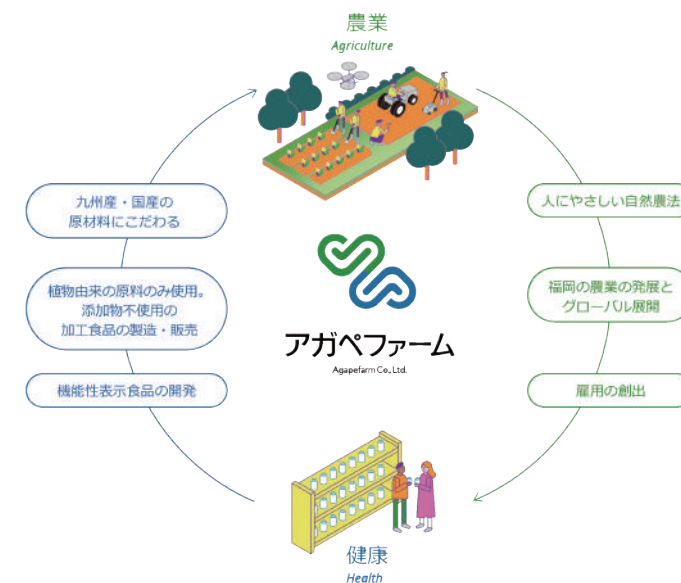 農業
Agriculture
九州産・国産の
原材料にこだわる
人にやさしい自然農法
植物由来の原料のみ使用。
添加物不使用の
加工食品の製造・販売
福岡の農業の発展と
グローバル展開
アガペファーム
Agapefarm Co., Ltd.
機能性表示食品の開発
雇用の創出
健康
Health